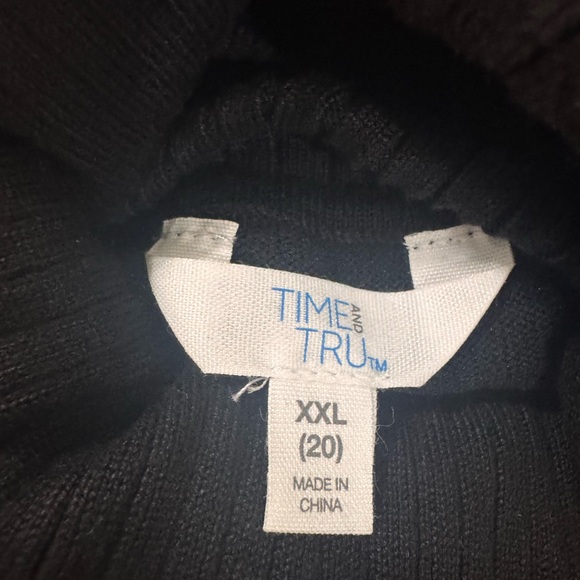 TIME AND
TRU™
XXL
(20)
MADE IN
CHINA